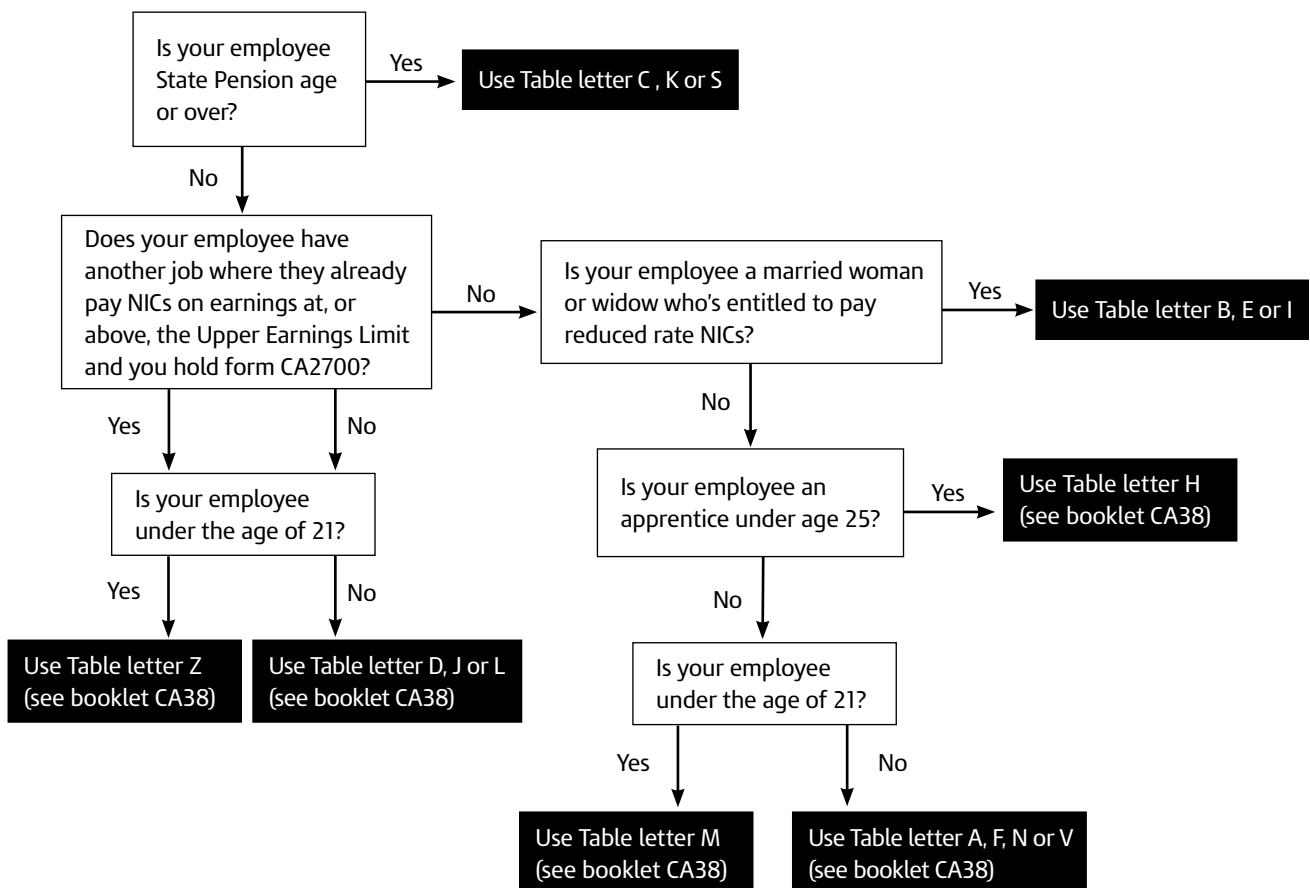 Is your employee
State Pension age
or over?
Yes
Use Table letter C , K or S
No
Does your employee have
another job where they already
pay NICs on earnings at, or
above, the Upper Earnings Limit
and you hold form CA2700?
No
Is your employee a married woman
or widow who's entitled to pay
reduced rate NICs?
Yes
Use Table letter B, E or I
Yes
No
No
Is your employee
under the age of 21?
Is your employee an
apprentice under age 25?
Yes
Use Table letter H
(see booklet CA38)
Yes
No
No
Use Table letter Z
(see booklet CA38)
Use Table letter D, J or L
(see booklet CA38)
Is your employee
under the age of 21?
Yes
No
Use Table letter M
(see booklet CA38)
Use Table letter A, F, N or V
(see booklet CA38)